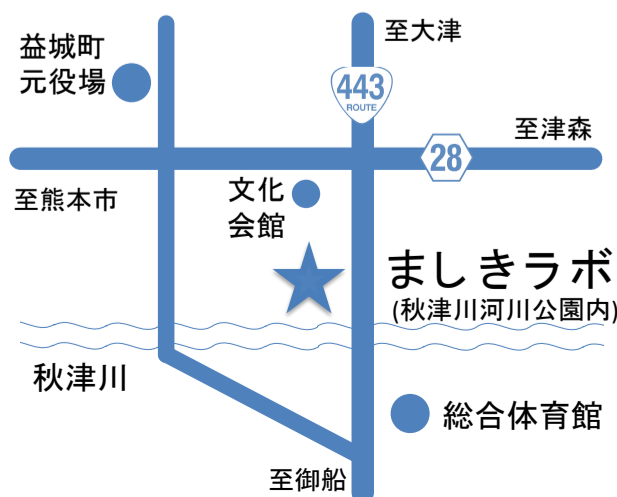 益城町
元役場
至大津
443
ROUTE
至津森
28
至熊本市
文化
会館
ましきラボ
(秋津川河川公園内)
秋津川
総合体育館
至御船